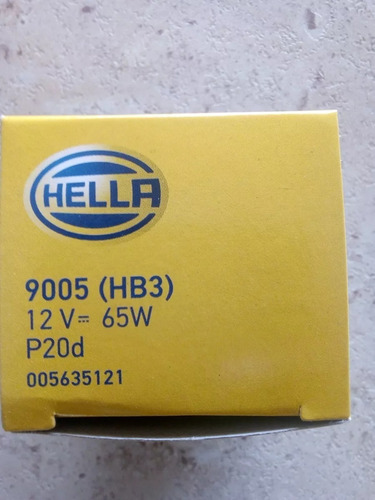 HELLA
9005 (HB3)
12 V⎓ 65W
P20d
005635121